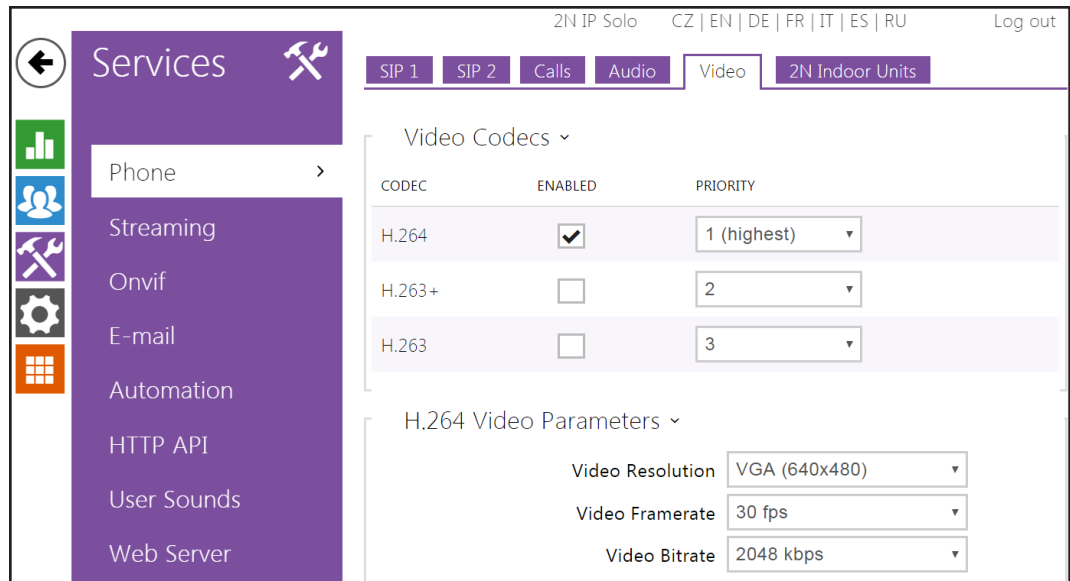 2N IP Solo CZ | EN | DE | FR | IT | ES | RU Log out
Services
SIP 1 SIP 2 Calls Audio Video 2N Indoor Units
Phone
Streaming
Onvif
E-mail
Automation
HTTP API
User Sounds
Web Server
Video Codecs
CODEC ENABLED PRIORITY
H.264 1 (highest)
H.263+ 2
H.263 3
H.264 Video Parameters
Video Resolution VGA (640x480)
Video Framerate 30 fps
Video Bitrate 2048 kbps